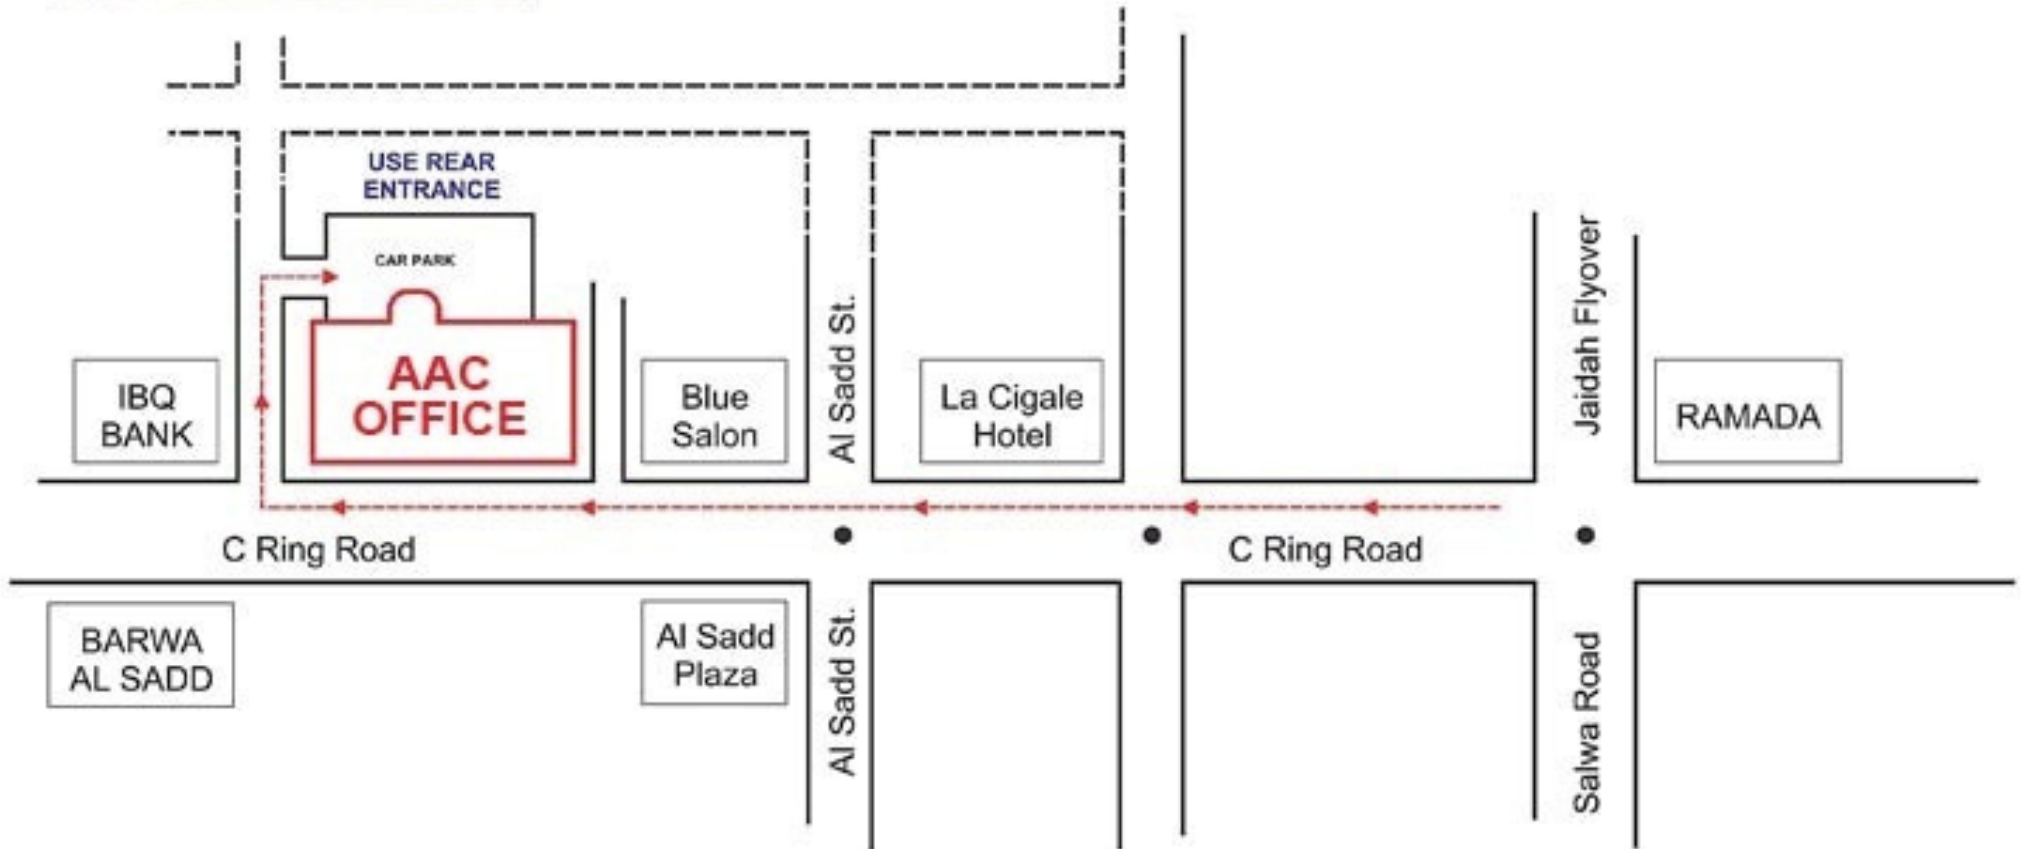 USE REAR
ENTRANCE
CAR PARK
AAC
OFFICE
IBQ
BANK
Blue
Salon
Al Sadd St.
La Cigale
Hotel
Jaidah Flyover
RAMADA
C Ring Road
C Ring Road
BARWA
AL SADD
Al Sadd
Plaza
Al Sadd St.
Salwa Road